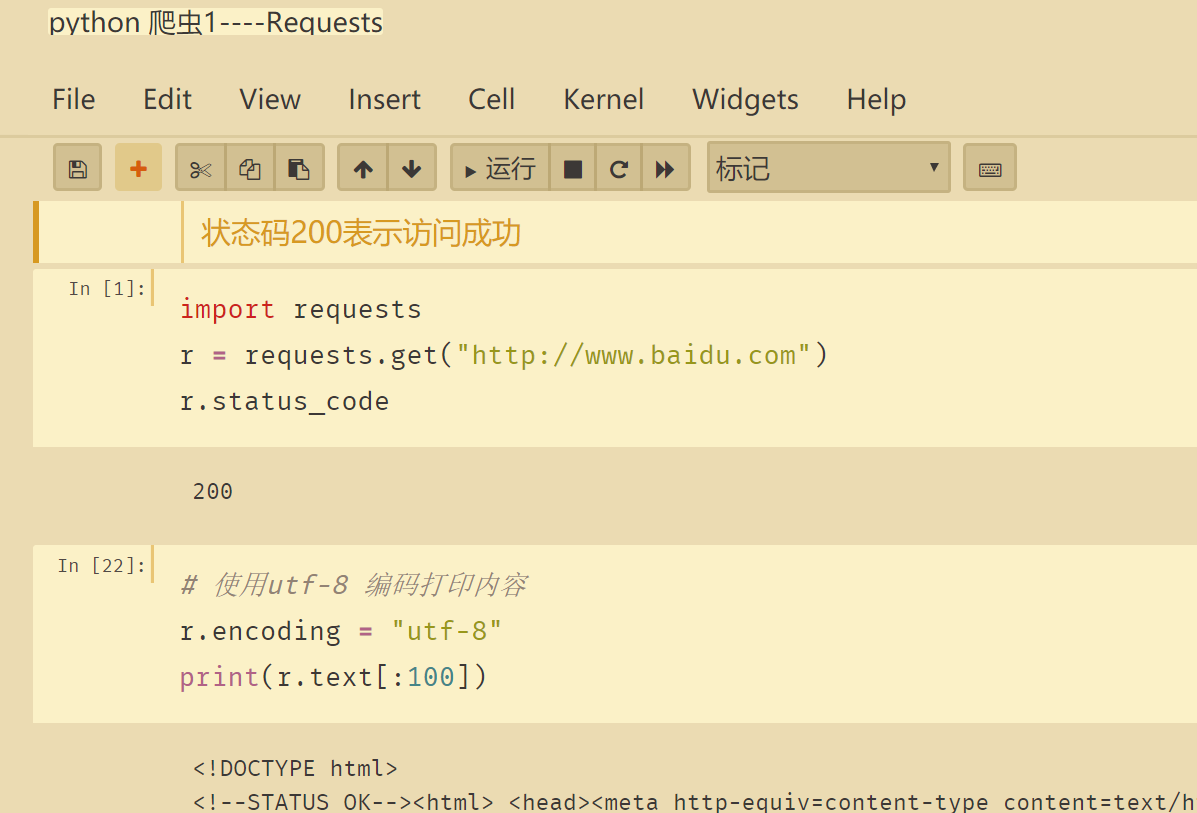 python 爬虫1----Requests
File Edit View Insert Cell Kernel Widgets Help
运行 标记
状态码200表示访问成功
In [1]:
import requests
r = requests.get("http://www.baidu.com")
r.status_code
200
In [22]:
# 使用utf-8 编码打印内容
r.encoding = "utf-8"
print(r.text[:100])
<!DOCTYPE html>
<!--STATUS OK--><html> <head><meta http-equiv=content-type content=text/h